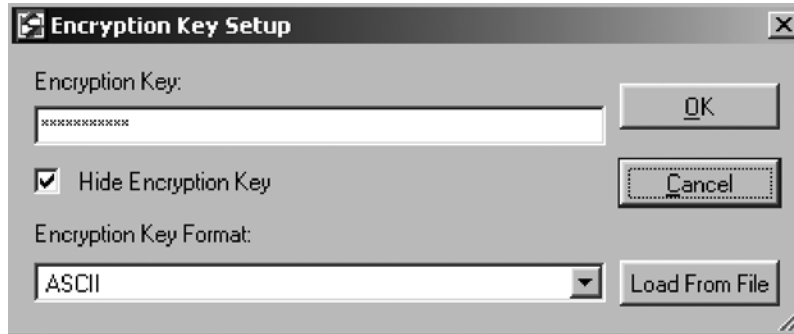 Encryption Key Setup
Encryption Key:
OK
***********
Hide Encryption Key
Cancel
Encryption Key Format:
ASCII
Load From File